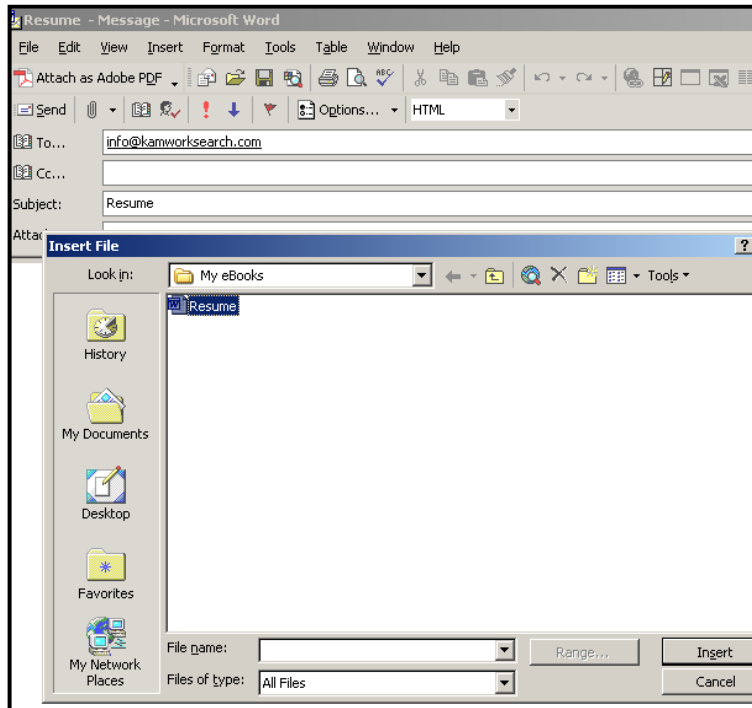 Resume - Message - Microsoft Word
File Edit View Insert Format Tools Table Window Help
Attach as Adobe PDF ABC
Send Options... HTML
To... info@kamworksearch.com
Cc...
Subject: Resume
Attac
Insert File ?
Look in: My eBooks Tools
Resume
History
My Documents
Desktop
Favorites
My Network
Places
File name: Range... Insert
Files of type: All Files Cancel